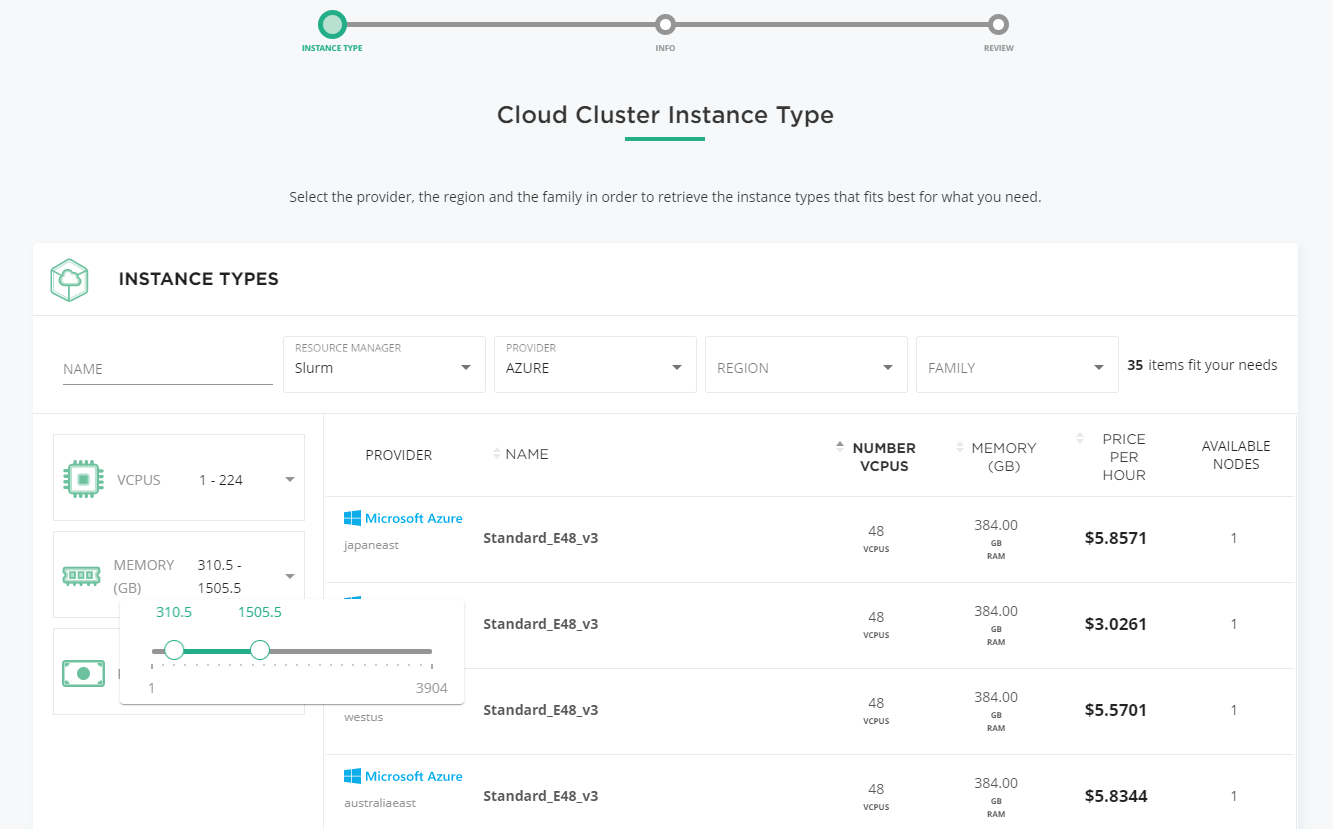 INSTANCE TYPE
INFO
REVIEW
Cloud Cluster Instance Type
Select the provider, the region and the family in order to retrieve the instance types that fits best for what you need.
INSTANCE TYPES
NAME
RESOURCE MANAGER
Slurm
PROVIDER
AZURE
REGION
FAMILY
35 items fit your needs
VCPUS
1 - 224
MEMORY
(GB)
310.5 -
1505.5
310.5
1505.5
1
3904
PROVIDER
NAME
NUMBER
VCPUS
MEMORY
(GB)
PRICE
PER
HOUR
AVAILABLE
NODES
Microsoft Azure
japaneast
Standard_E48_v3
48
VCPUS
384.00
GB
RAM
$5.8571
1
Standard_E48_v3
48
VCPUS
384.00
GB
RAM
$3.0261
1
westus
Standard_E48_v3
48
VCPUS
384.00
GB
RAM
$5.5701
1
Microsoft Azure
australiaeast
Standard_E48_v3
48
VCPUS
384.00
GB
RAM
$5.8344
1